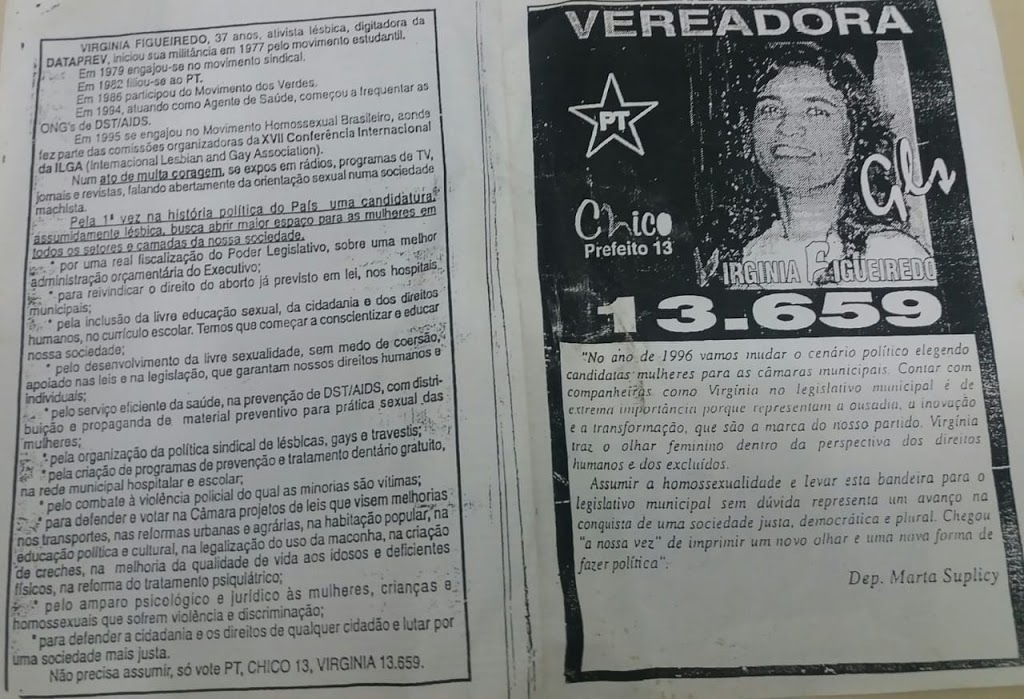 VIRGINIA FIGUEIREDO, 37 anos, ativista lésbica, digitadora da
DATAPREV, iniciou sua militância em 1977 pelo movimento estudantil.
Em 1979 engajou-se no movimento sindical.
Em 1982 filiou-se ao PT.
Em 1986 participou do Movimento dos Verdes.
Em 1994, atuando como Agente de Saúde, começou a frequentar as
ONG's de DST/AIDS.
Em 1995 se engajou no Movimento Homossexual Brasileiro, aonde
fez parte das comissões organizadoras da XVII Conferência Internacional
da ILGA (Internacional Lesbian and Gay Association).
Num ato de muita coragem, se expos em rádios, programas de TV,
jornais e revistas, falando abertamente da orientação sexual numa sociedade
machista.
Pela 1ª vez na história política do País uma candidatura,
assumidamente lésbica, busca abrir maior espaço para as mulheres em
todos os setores e camadas da nossa sociedade.
* por uma real fiscalização do Poder Legislativo, sobre uma melhor
administração orçamentária do Executivo;
* para reivindicar o direito do aborto já previsto em lei, nos hospitais
municipais;
* pela inclusão da livre educação sexual, da cidadania e dos direitos
humanos, no currículo escolar. Temos que começar a conscientizar e educar
nossa sociedade;
* pelo desenvolvimento da livre sexualidade, sem medo de coersão,
apoiado nas leis e na legislação, que garantam nossos direitos humanos e
individuais;
* pelo serviço eficiente da saúde, na prevenção de DST/AIDS, com distri-
buição e propaganda de material preventivo para prática sexual das
mulheres;
* pela organização da política sindical de lésbicas, gays e travestis;
* pela criação de programas de prevenção e tratamento dentário gratuito,
na rede municipal hospitalar e escolar;
* pelo combate à violência policial do qual as minorias são vítimas;
* para defender e votar na Câmara projetos de leis que visem melhorias
nos transportes, nas reformas urbanas e agrárias, na habitação popular, na
educação política e cultural, na legalização do uso da maconha, na criação
de creches, na melhoria da qualidade de vida aos idosos e deficientes
físicos, na reforma do tratamento psiquiátrico;
* pelo amparo psicológico e jurídico às mulheres, crianças e
homossexuais que sofrem violência e discriminação;
* para defender a cidadania e os direitos de qualquer cidadão e lutar por
uma sociedade mais justa.
Não precisa assumir, só vote PT, CHICO 13, VIRGINIA 13.659.
VEREADORA
PT
Gls
Chico
Prefeito 13
VIRGINIA FIGUEIREDO
13.659
"No ano de 1996 vamos mudar o cenário político elegendo
candidatas mulheres para as câmaras municipais. Contar com
companheiras como Virgínia no legislativo municipal é de
extrema importância porque representam a ousadia, a inovação
e a transformação, que são a marca do nosso partido. Virgínia
traz o olhar feminino dentro da perspectiva dos direitos
humanos e dos excluídos.
Assumir a homossexualidade e levar esta bandeira para o
legislativo municipal sem dúvida representa um avanço na
conquista de uma sociedade justa, democrática e plural. Chegou
"a nossa vez" de imprimir um novo olhar e uma nova forma de
fazer política".
Dep. Marta Suplicy